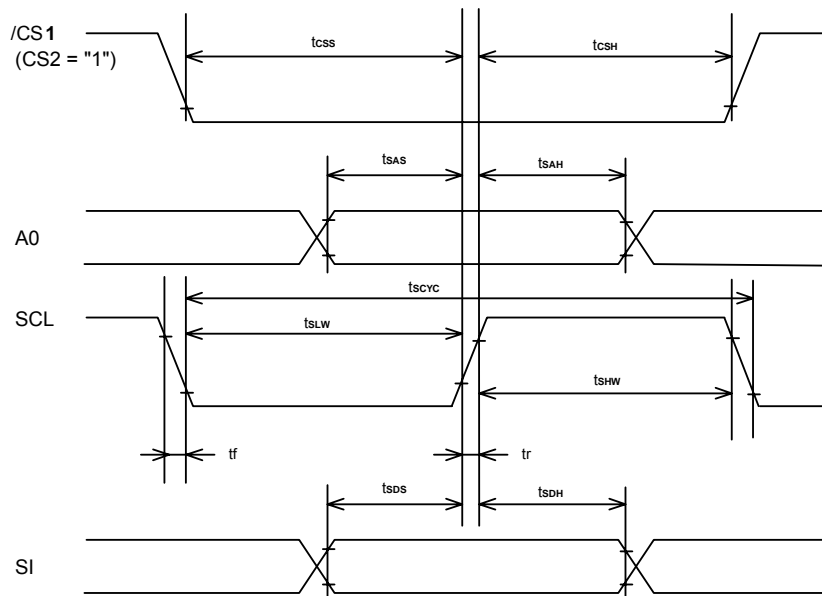 /CS1
(CS2 = "1")
tCSS
tCSH
tSAS
tSAH
A0
tSCYC
SCL
tSLW
tSHW
tf
tr
tSDS
tSDH
SI